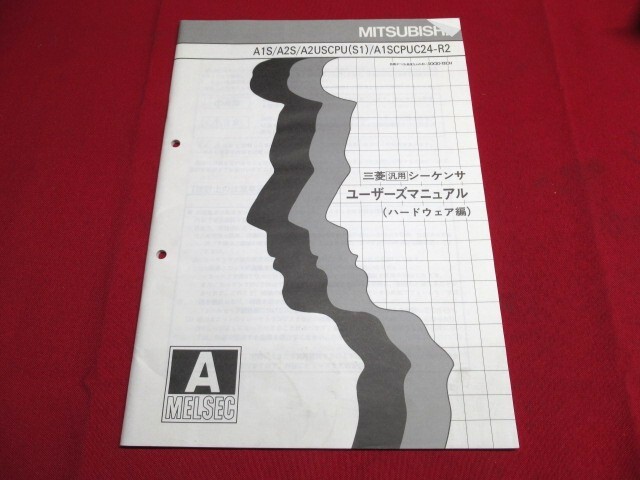 MITSUBISHI
A1S/A2S/A2USCPU(S1)/A1SCPUC24-R2
三菱汎用シーケンサ
ユーザーズマニュアル
(ハードウェア編)
A
MELSEC